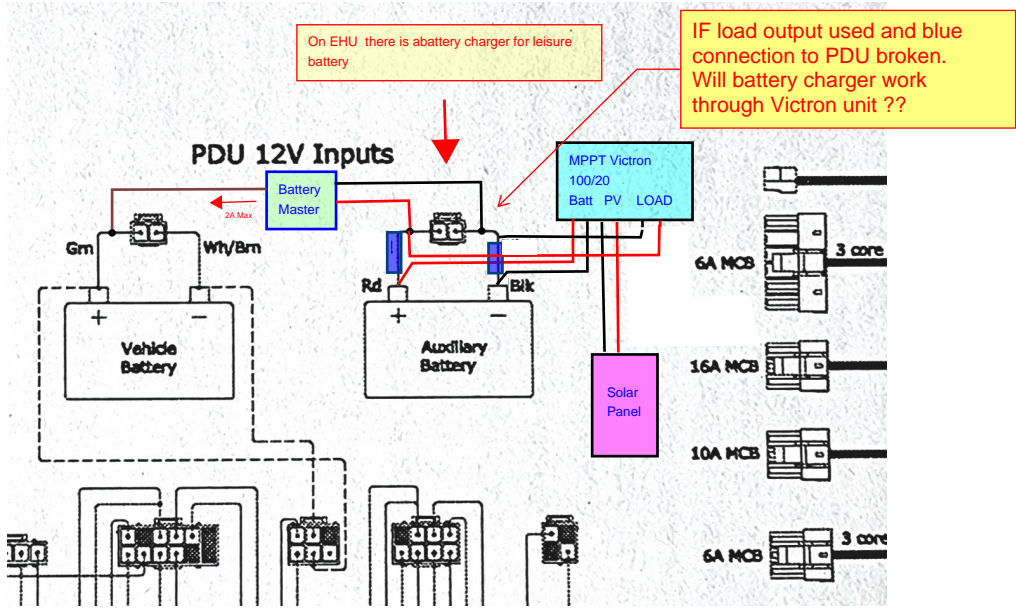 On EHU  there is abattery charger for leisure
battery
IF load output used and blue
connection to PDU broken.
Will battery charger work
through Victron unit ??
PDU 12V Inputs
Battery
Master
2A Max
MPPT Victron
100/20
Batt PV LOAD
Grn
Wh/Brn
Rd
Blk
+
−
+
−
Vehicle
Battery
Auxiliary
Battery
Solar
Panel
6A MCB
3 core
16A MCB
10A MCB
6A MCB
3 core